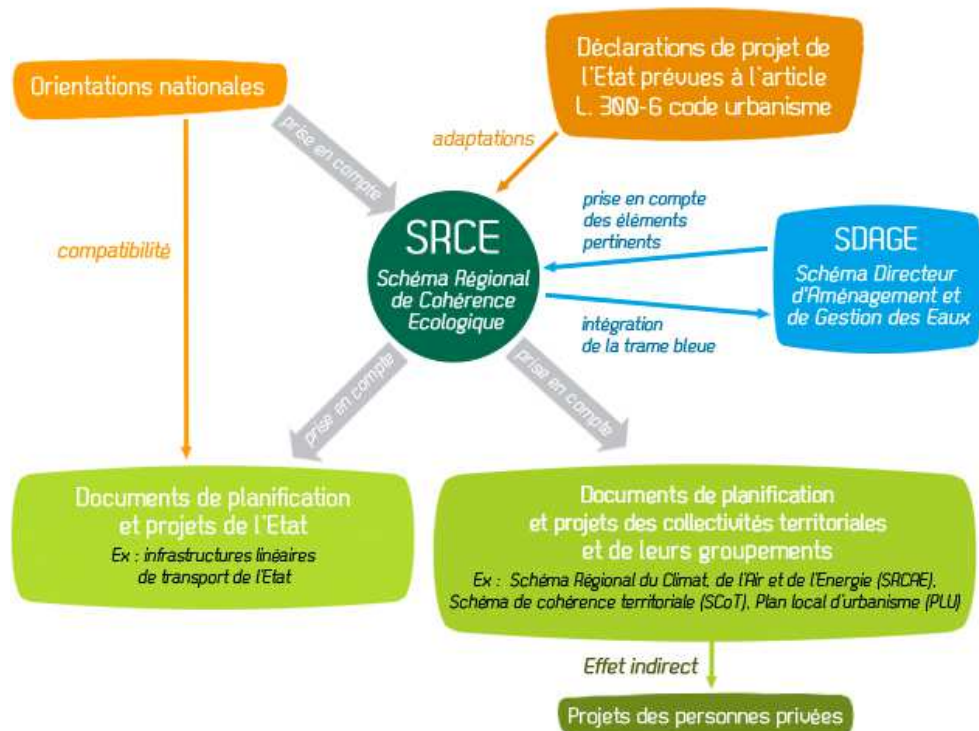 Orientations nationales
Déclarations de projet de
l'Etat prévues à l'article
L. 300-6 code urbanisme
prise en compte
adaptations
compatibilité
SRCE
Schéma Régional
de Cohérence
Ecologique
prise en compte
des éléments
pertinents
SDAGE
Schéma Directeur
d'Aménagement et
de Gestion des Eaux
intégration
de la trame bleue
prise en compte
prise en compte
Documents de planification
et projets de l'Etat
Ex : infrastructures linéaires
de transport de l'Etat
Documents de planification
et projets des collectivités territoriales
et de leurs groupements
Ex : Schéma Régional du Climat, de l'Air et de l'Energie (SRCAE),
Schéma de cohérence territoriale (SCoT), Plan local d'urbanisme (PLU)
Effet indirect
Projets des personnes privées